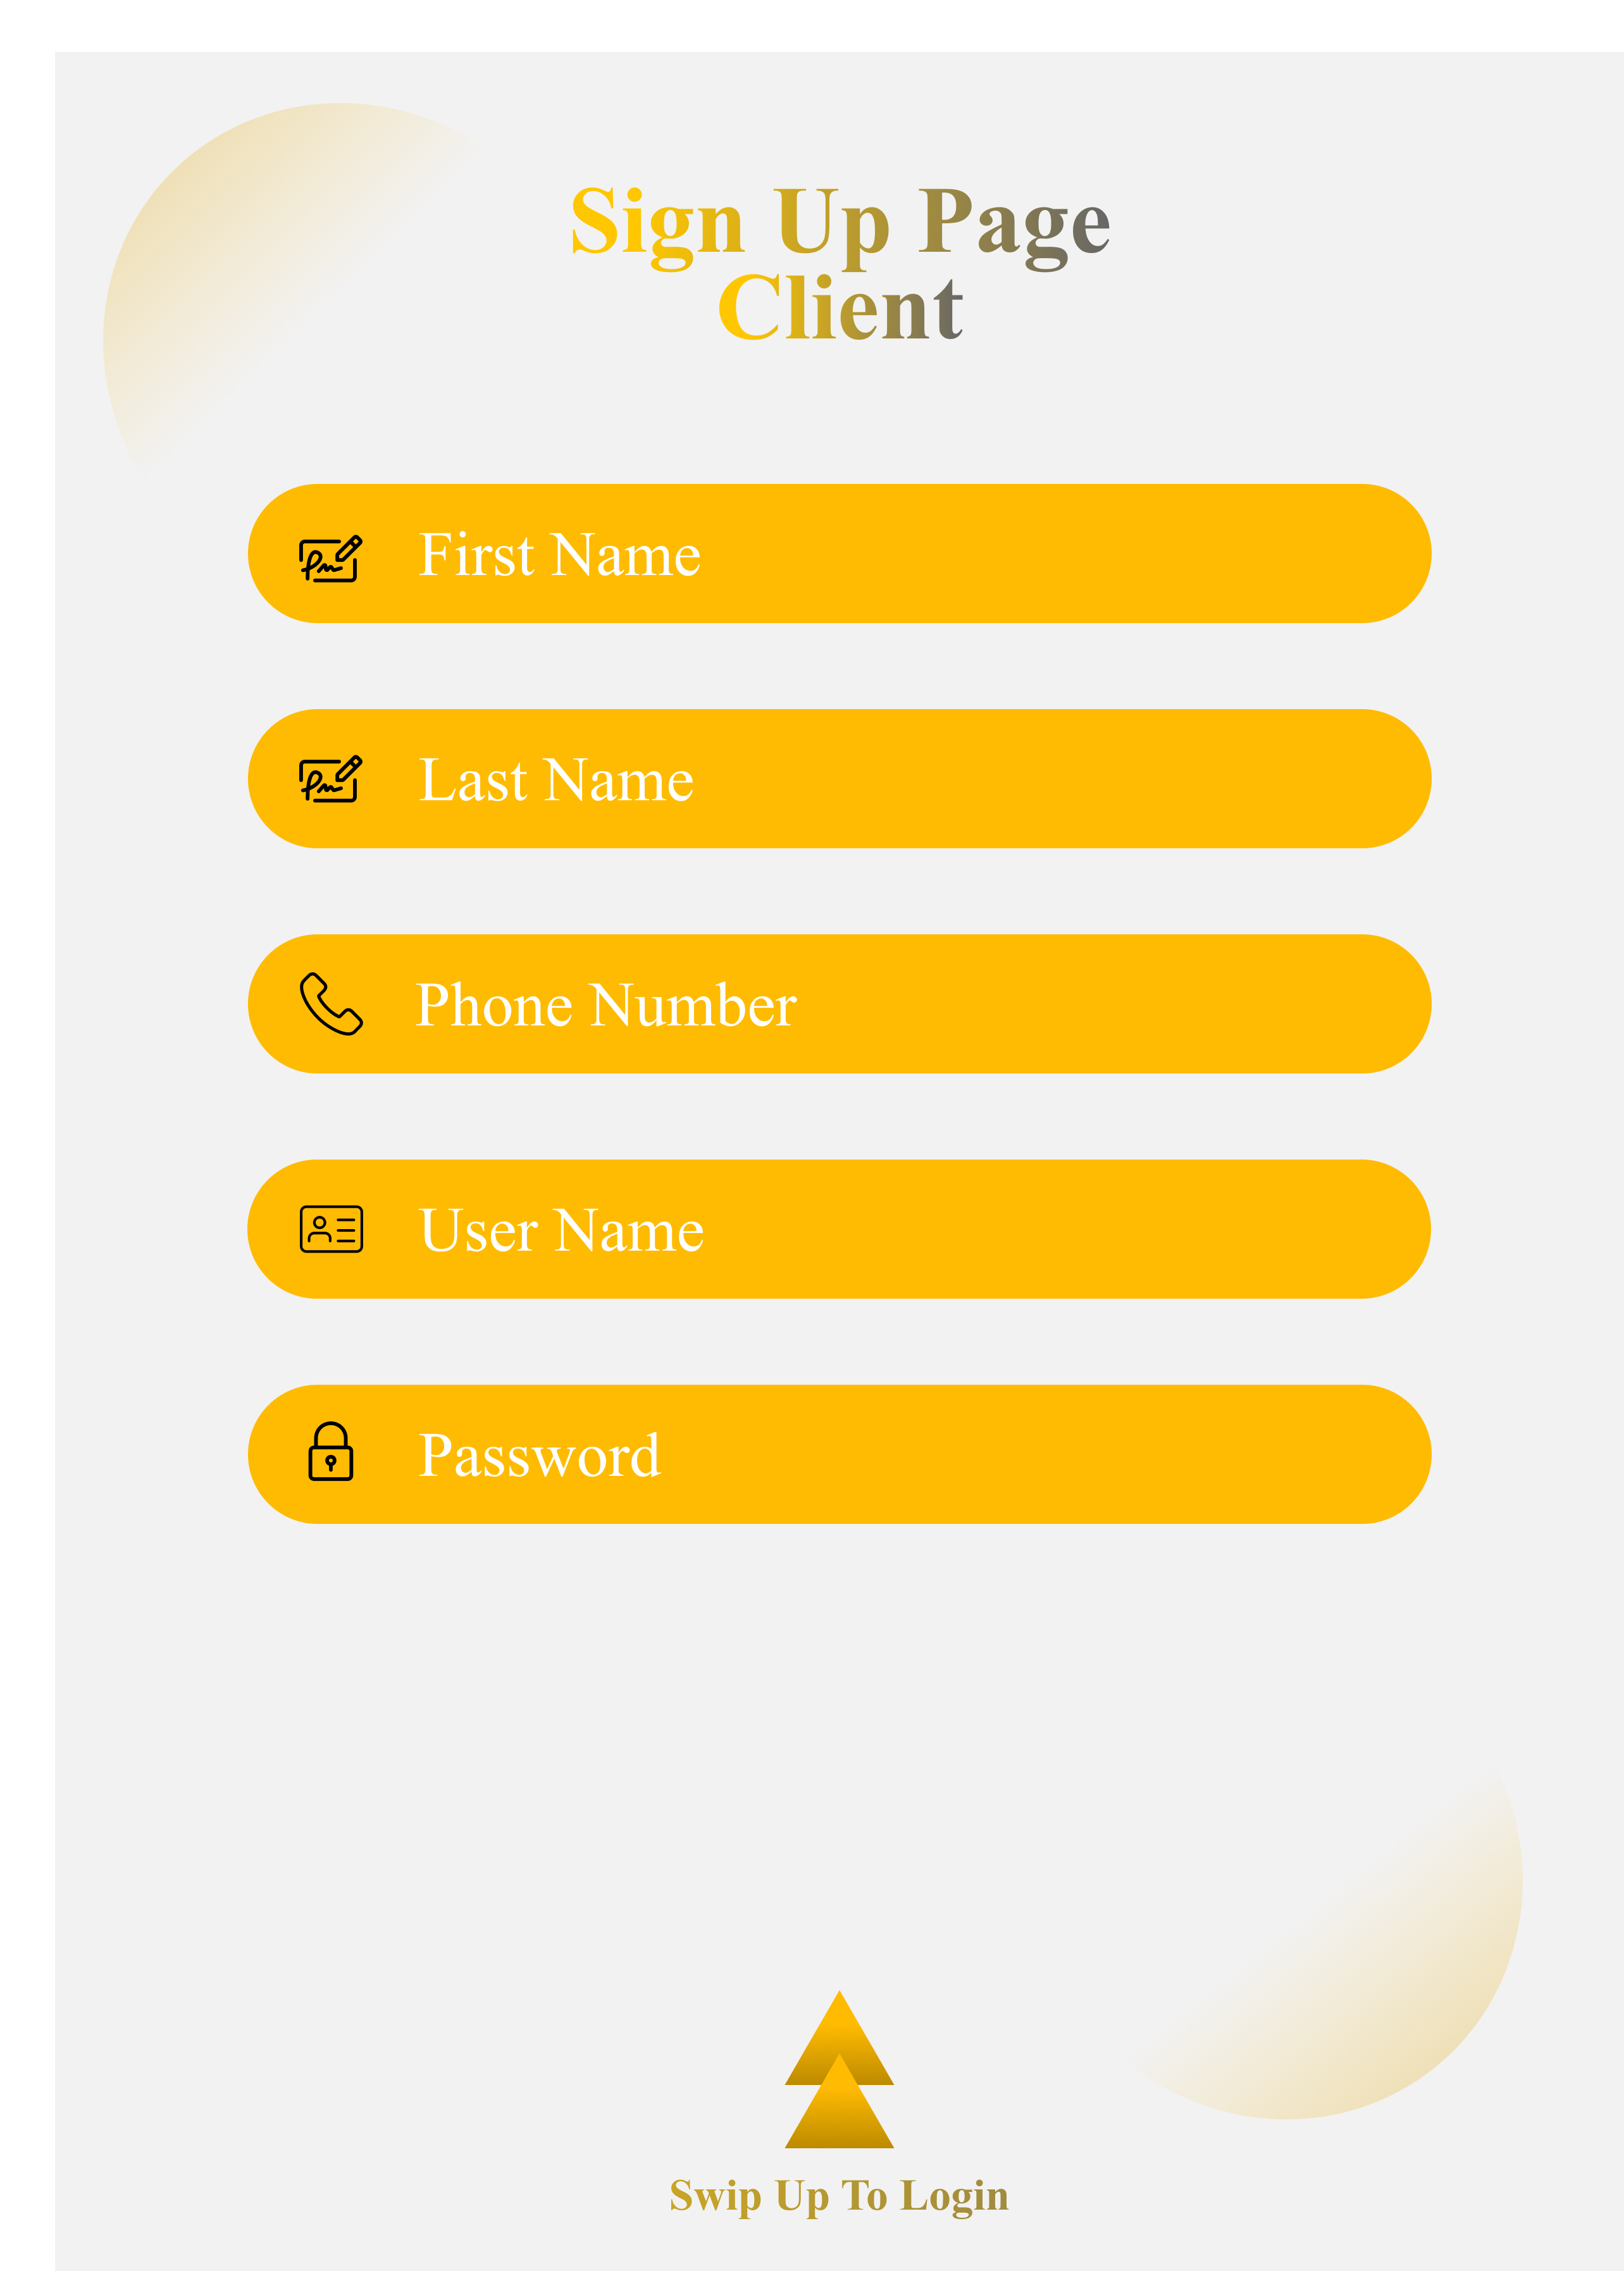 Sign Up Page
Client
First Name
Last Name
Phone Number
User Name
Password
Swip Up To Login